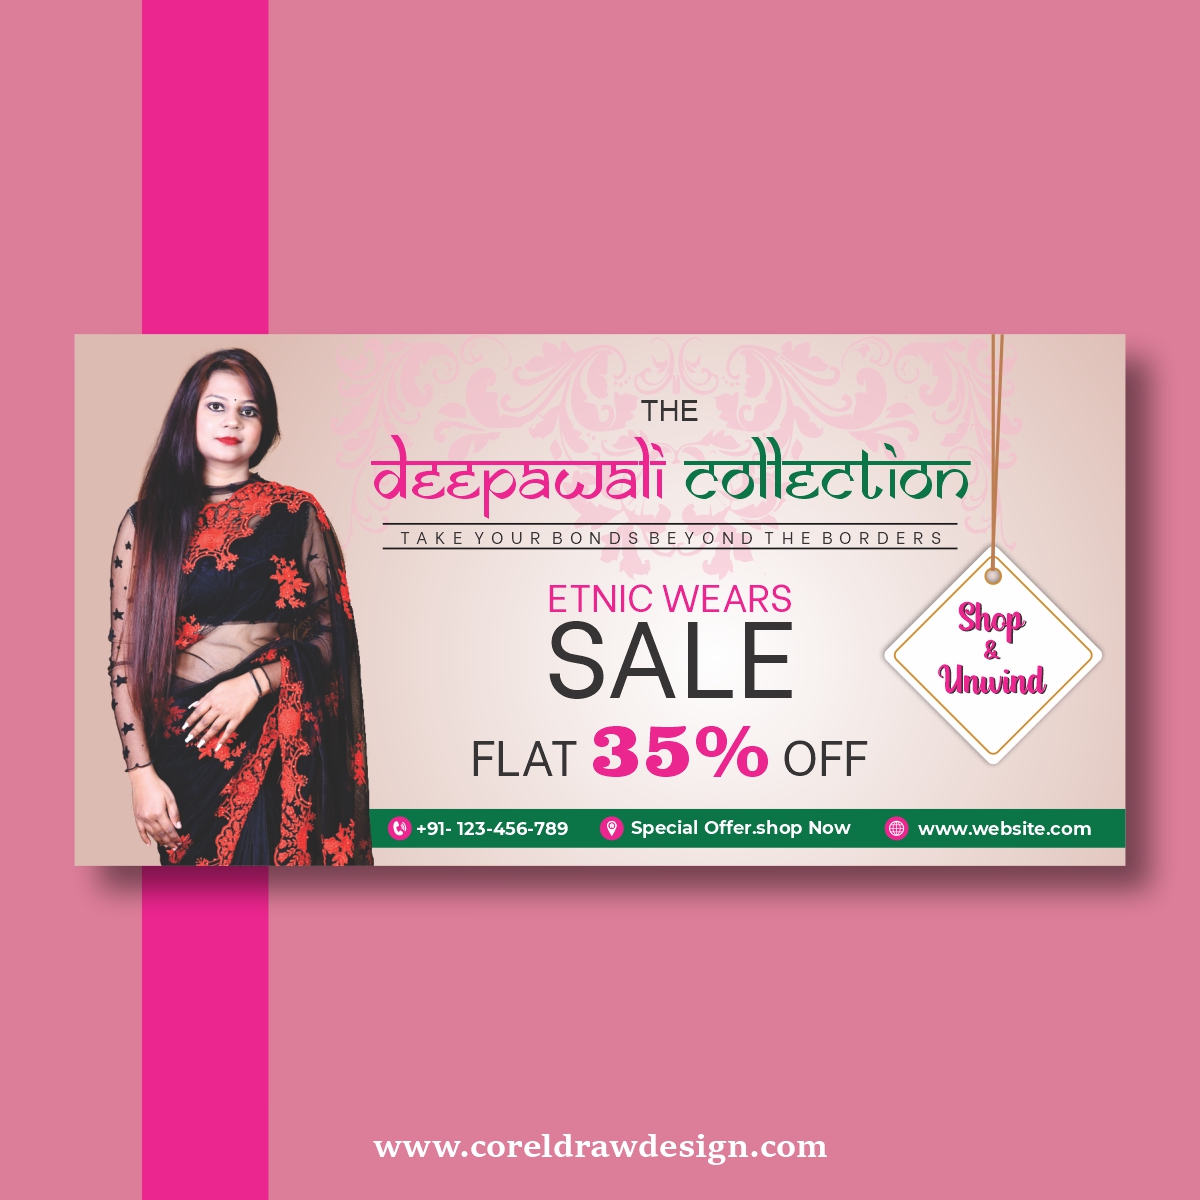 THE
deepawali collection
TAKE YOUR BONDS BEYOND THE BORDERS
ETNIC WEARS
SALE
FLAT 35% OFF
Shop
&
Unwind
+91- 123-456-789
Special Offer.shop Now
www.website.com
www.coreldrawdesign.com